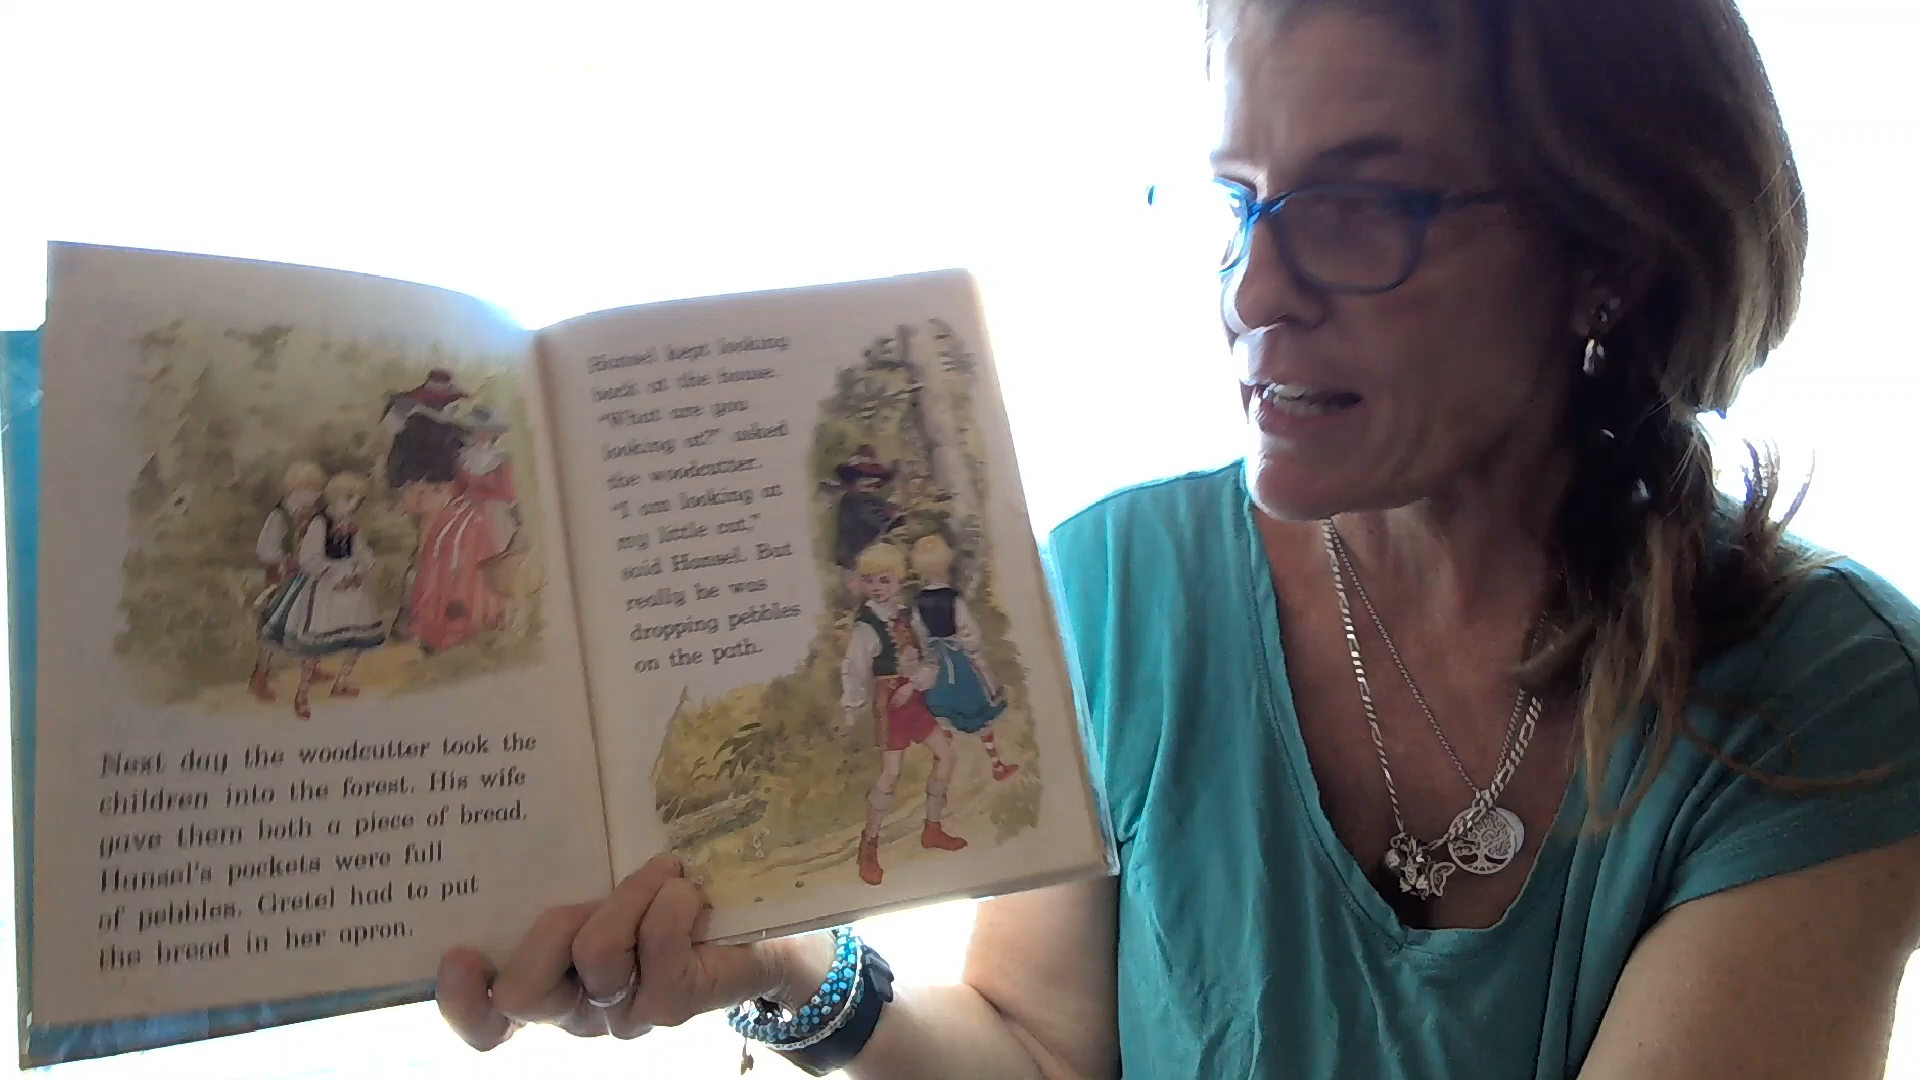 Next day the woodcutter took the
children into the forest. His wife
gave them both a piece of bread.
Hansel's pockets were full
of pebbles. Gretel had to put
the bread in her apron.
Hansel kept looking
back at the house.
"What are you
looking at?" asked
the woodcutter.
"I am looking at
my little cat,"
said Hansel. But
really he was
dropping pebbles
on the path.